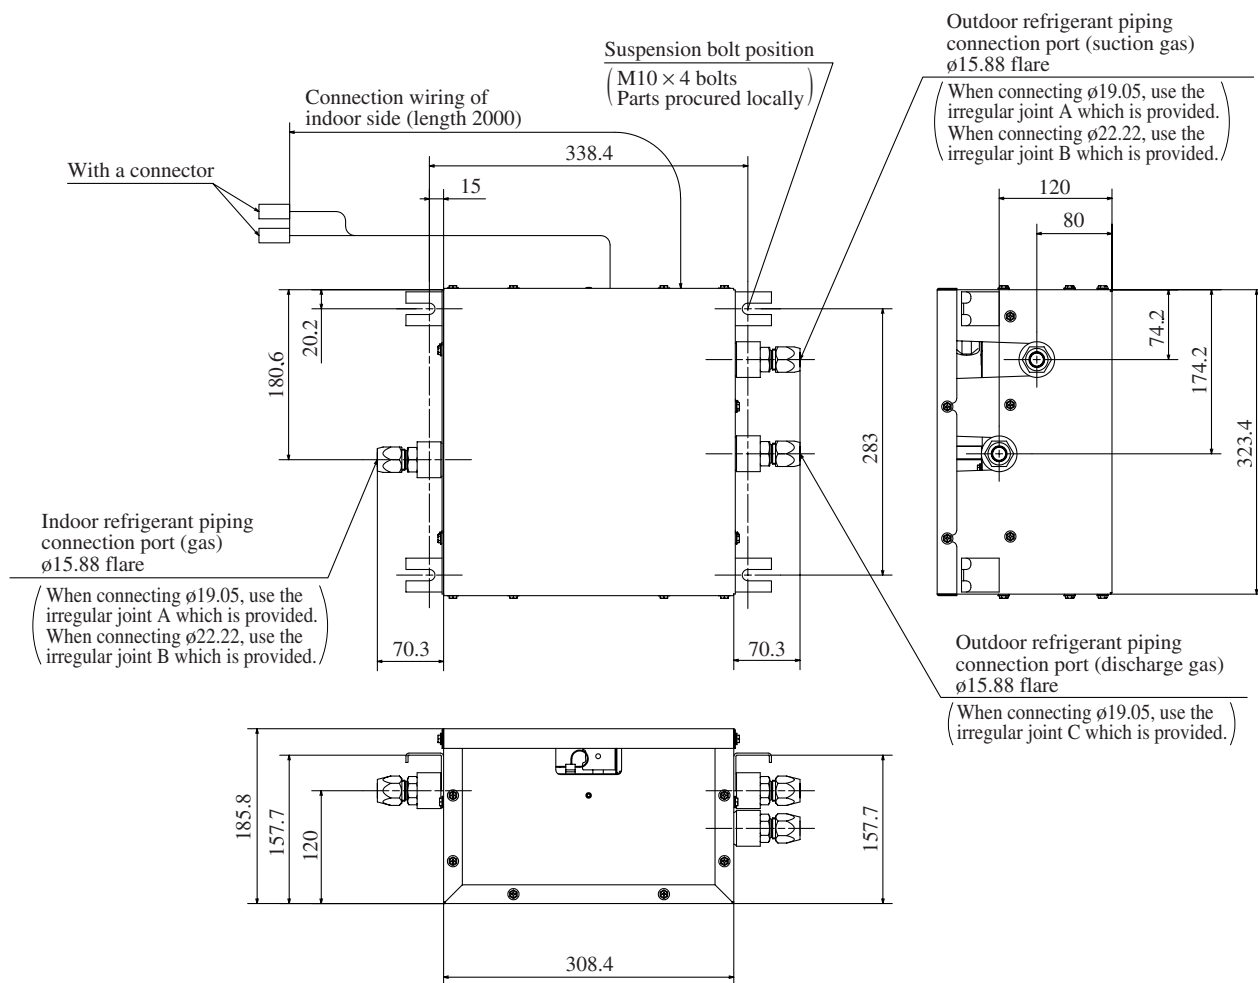 Outdoor refrigerant piping
connection port (suction gas)
ø15.88 flare
(When connecting ø19.05, use the
irregular joint A which is provided.
When connecting ø22.22, use the
irregular joint B which is provided.)
Suspension bolt position
(M10 × 4 bolts
Parts procured locally)
Connection wiring of
indoor side (length 2000)
With a connector
338.4
15
120
80
20.2
180.6
283
74.2
174.2
323.4
Indoor refrigerant piping
connection port (gas)
ø15.88 flare
(When connecting ø19.05, use the
irregular joint A which is provided.
When connecting ø22.22, use the
irregular joint B which is provided.)
70.3
70.3
Outdoor refrigerant piping
connection port (discharge gas)
ø15.88 flare
(When connecting ø19.05, use the
irregular joint C which is provided.)
185.8
157.7
120
157.7
308.4